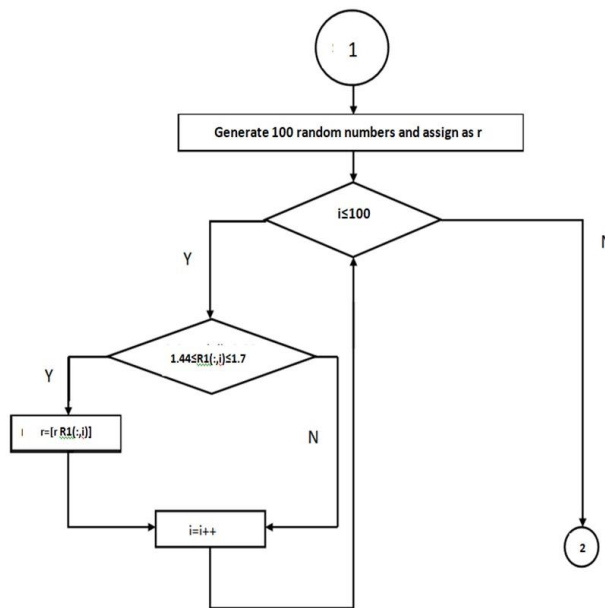 1
Generate 100 random numbers and assign as r
i≤100
Y
N
1.44≤R1(:,i)≤1.7
Y
r=[r R1(:,i)]
N
i=i++
2